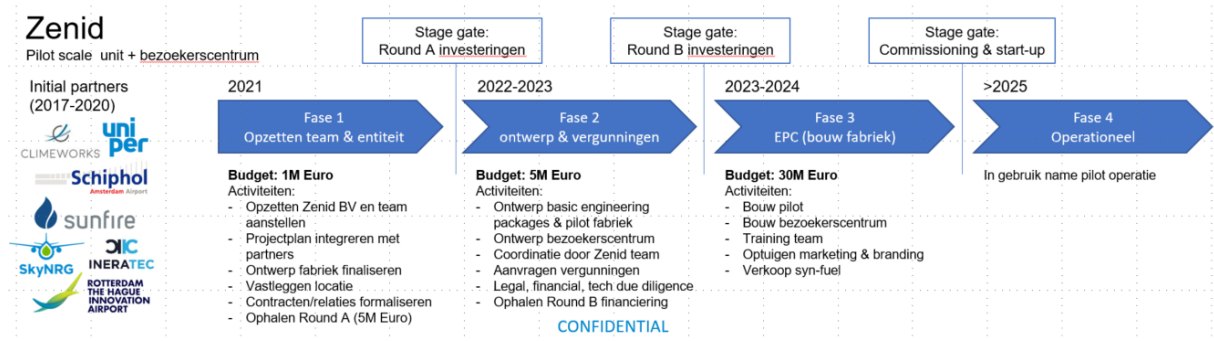 Zenid
Pilot scale unit + bezoekerscentrum
Stage gate:
Round A investeringen
Stage gate:
Round B investeringen
Stage gate:
Commissioning & start-up
Initial partners
(2017-2020)
CLIMEWORKS
uni
per
Schiphol
Amsterdam Airport
sunfire
SkyNRG
INERATEC
ROTTERDAM
THE HAGUE
INNOVATION
AIRPORT
2021
Fase 1
Opzetten team & entiteit
Budget: 1M Euro
Activiteiten:
- Opzetten Zenid BV en team
aanstellen
- Projectplan integreren met
partners
- Ontwerp fabriek finaliseren
- Vastleggen locatie
- Contracten/relaties formaliseren
- Ophalen Round A (5M Euro)
2022-2023
Fase 2
ontwerp & vergunningen
Budget: 5M Euro
Activiteiten:
- Ontwerp basic engineering
packages & pilot fabriek
- Ontwerp bezoekerscentrum
- Coordinatie door Zenid team
- Aanvragen vergunningen
- Legal, financial, tech due diligence
- Ophalen Round B financiering
2023-2024
Fase 3
EPC (bouw fabriek)
Budget: 30M Euro
Activiteiten:
- Bouw pilot
- Bouw bezoekerscentrum
- Training team
- Optuigen marketing & branding
- Verkoop syn-fuel
>2025
Fase 4
Operationeel
In gebruik name pilot operatie
CONFIDENTIAL